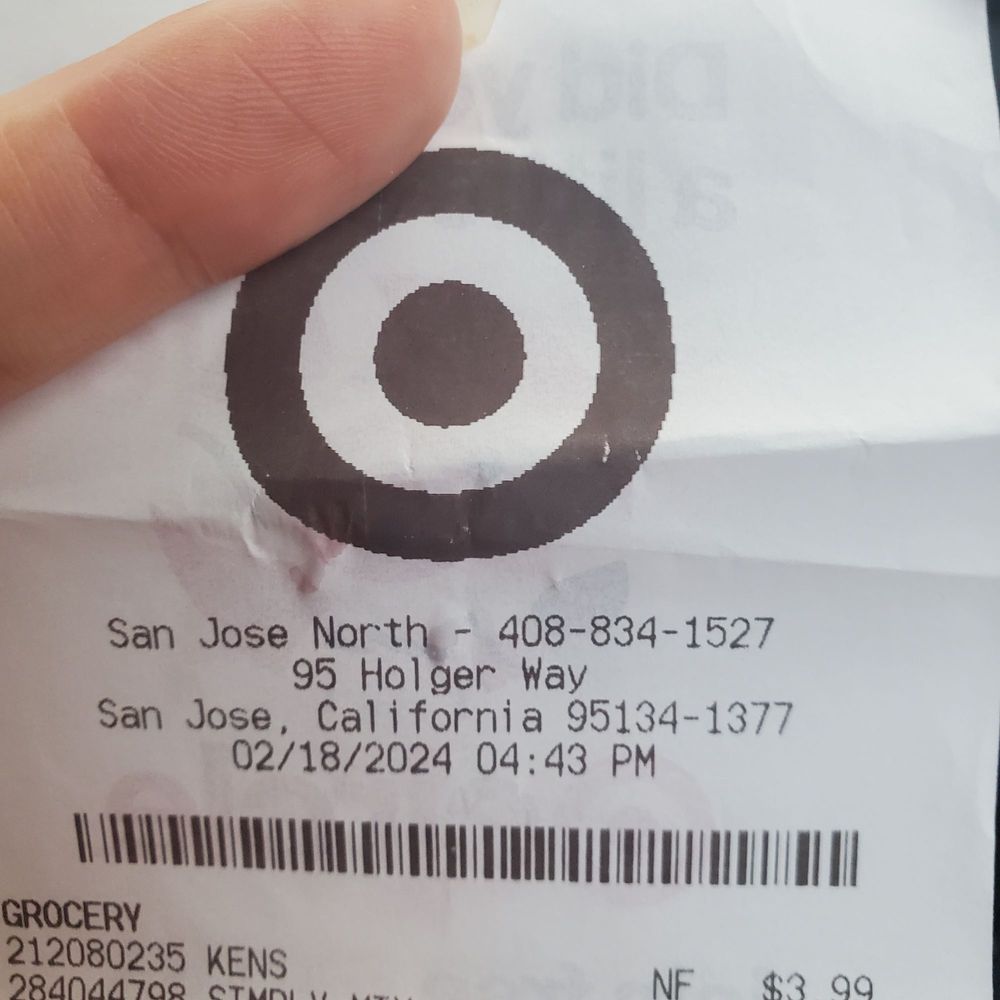 San Jose North - 408-834-1527
95 Holger Way
San Jose, California 95134-1377
02/18/2024 04:43 PM
GROCERY
212080235 KENS
NF $3.99
284044798